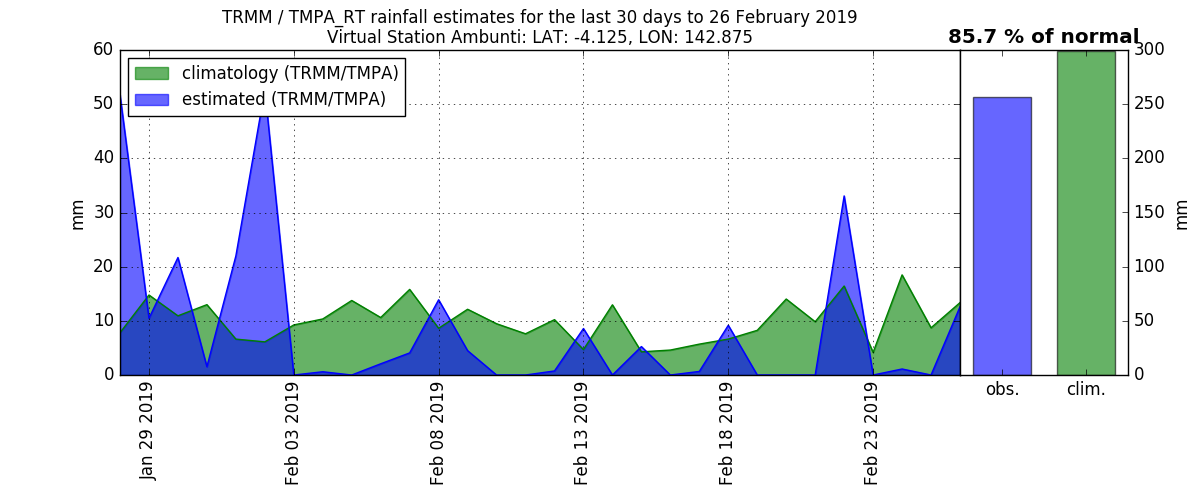 TRMM / TMPA_RT rainfall estimates for the last 30 days to 26 February 2019
Virtual Station Ambunti: LAT: -4.125, LON: 142.875
85.7 % of normal
climatology (TRMM/TMPA)
estimated (TRMM/TMPA)
60
50
40
30
20
10
0
mm
Jan 29 2019
Feb 03 2019
Feb 08 2019
Feb 13 2019
Feb 18 2019
Feb 23 2019
obs.
clim.
300
250
200
150
100
50
0
mm